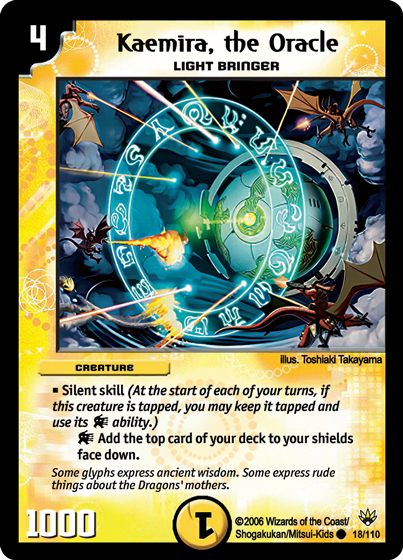 4
Kaemira, the Oracle
LIGHT BRINGER
illus. Toshiaki Takayama
CREATURE
▪ Silent skill (At the start of each of your turns, if
this creature is tapped, you may keep it tapped and
use its ability.)
Add the top card of your deck to your shields
face down.
Some glyphs express ancient wisdom. Some express rude
things about the Dragons' mothers.
1000
1
©2006 Wizards of the Coast/
Shogakukan/Mitsui-Kids ● 18/110